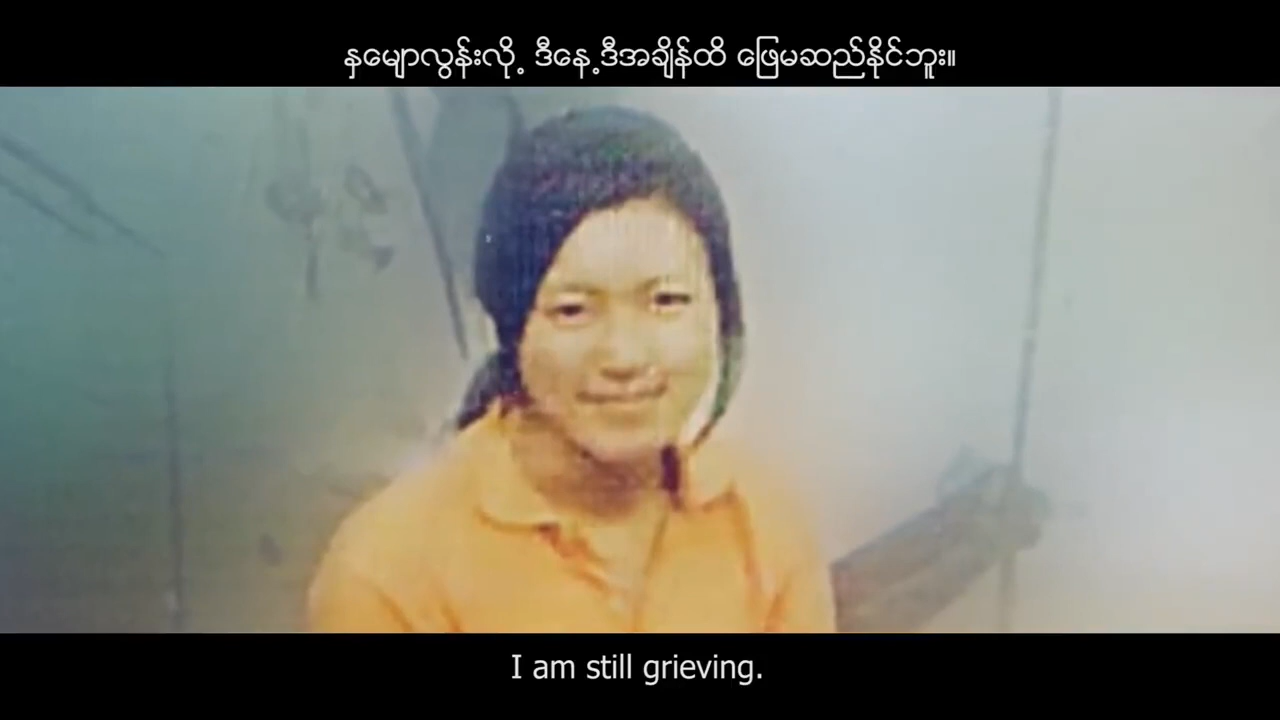 နှမျောလွန်းလို့ ဒီနေ့ဒီအချိန်ထိ ဖြေမဆည်နိုင်ဘူး။
I am still grieving.